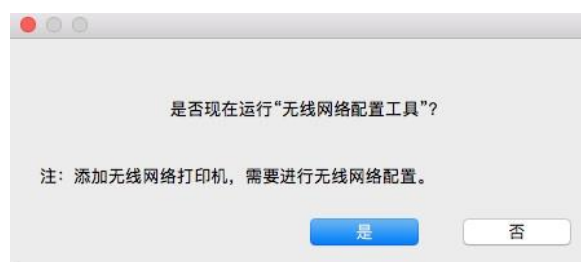 是否现在运行“无线网络配置工具”?
注：添加无线网络打印机，需要进行无线网络配置。
是
否